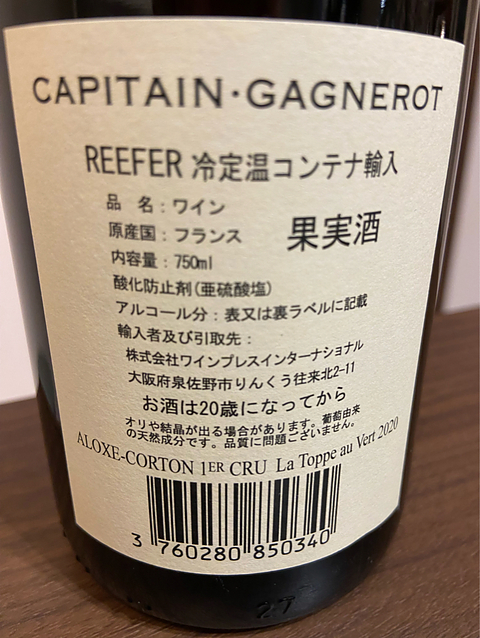 CAPITAIN·GAGNEROT
REEFER 冷定温コンテナ輸入
品 名：ワイン
原産国：フランス
果実酒
内容量：750ml
酸化防止剤(亜硫酸塩)
アルコール分：表又は裏ラベルに記載
輸入者及び引取先：
株式会社ワインプレスインターナショナル
大阪府泉佐野市りんくう往来北2-11
お酒は20歳になってから
オリや結晶が出る場合があります。葡萄由来
の天然成分です。品質に問題ございません。
ALOXE-CORTON 1ER CRU La Toppe au Vert 2020
3 760280 850340
27